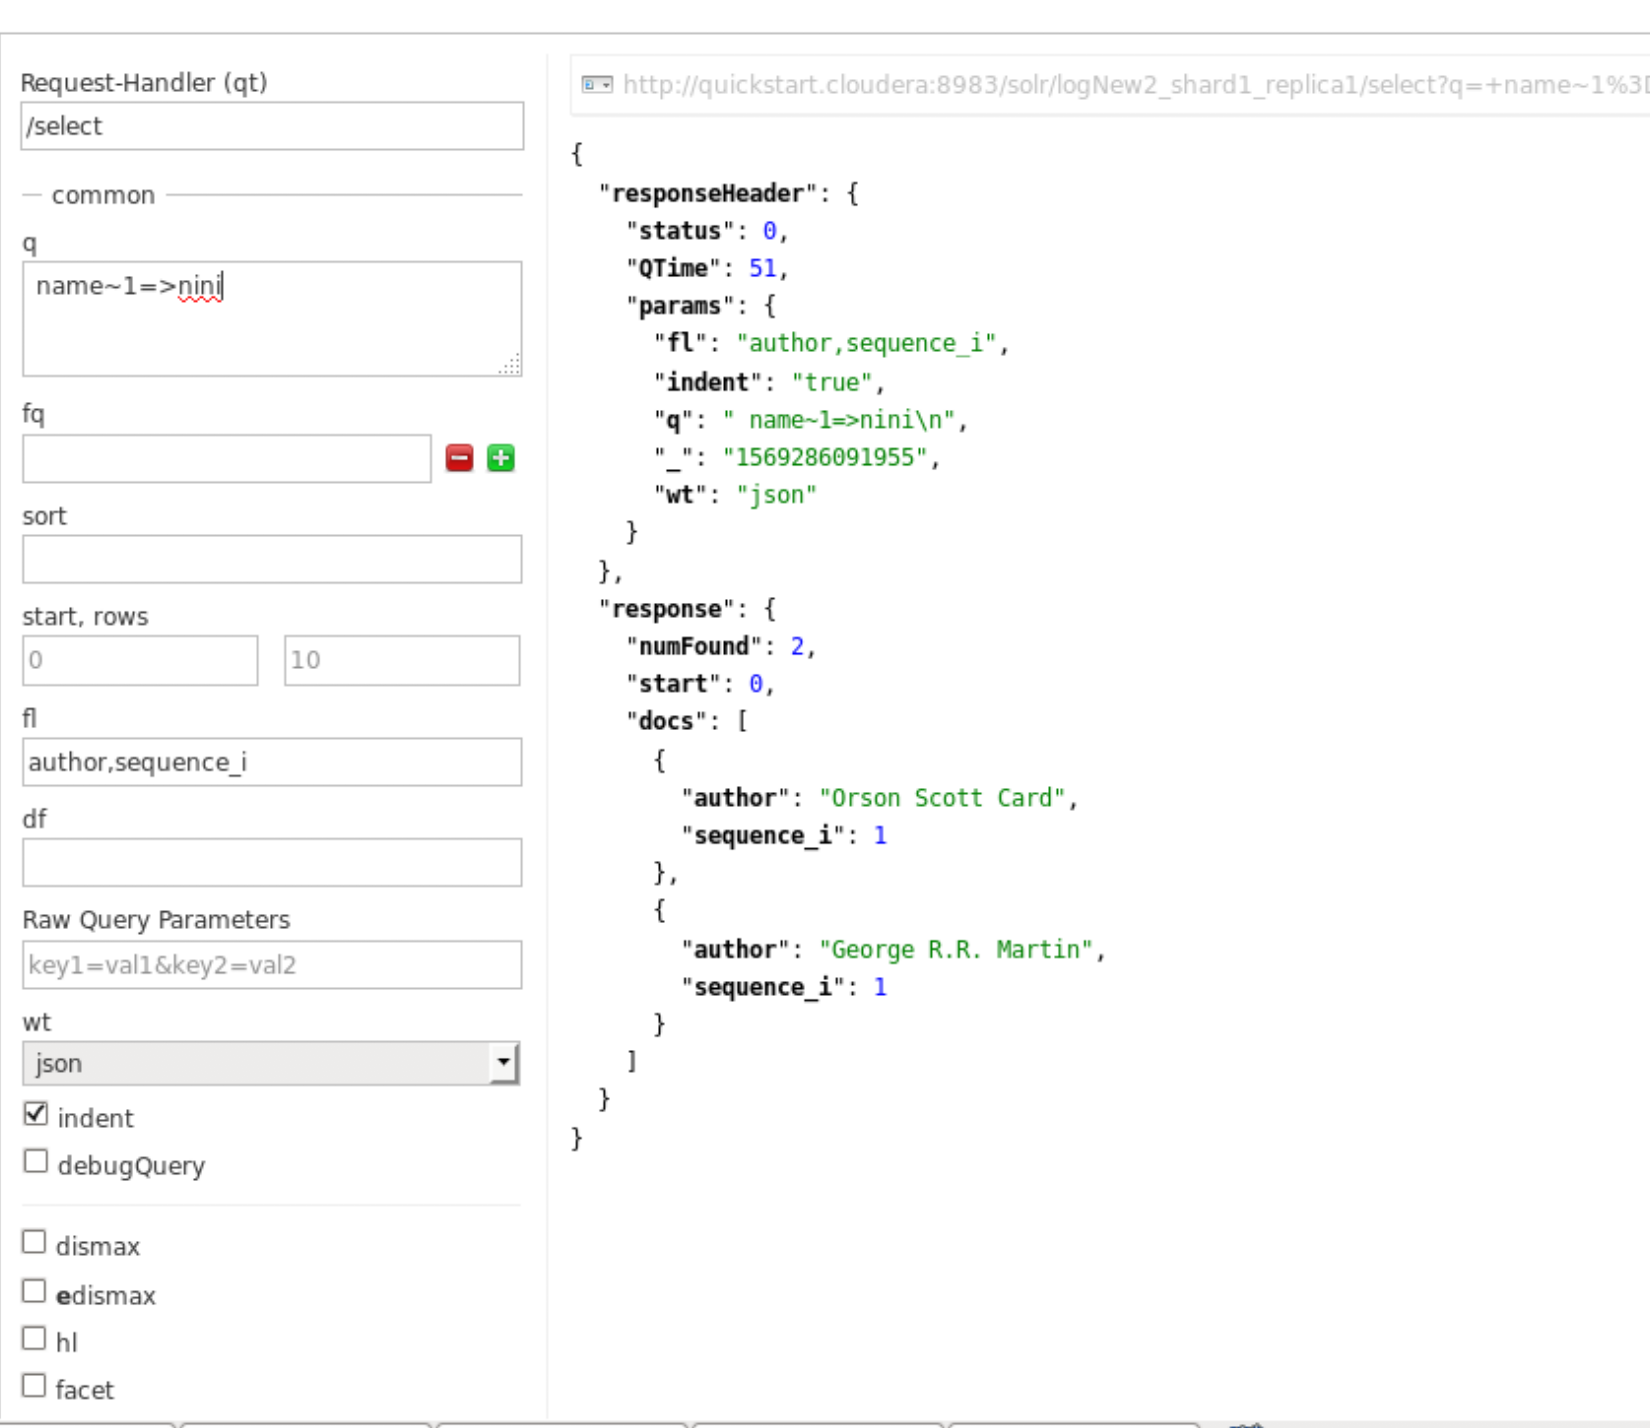 Request-Handler (qt)
/select
common
q
name~1=>nini
fq
sort
start, rows
0 10
fl
author,sequence_i
df
Raw Query Parameters
key1=val1&key2=val2
wt
json
indent
debugQuery
dismax
edismax
hl
facet
http://quickstart.cloudera:8983/solr/logNew2_shard1_replica1/select?q=+name~1%3D
{
"responseHeader": {
"status": 0,
"QTime": 51,
"params": {
"fl": "author,sequence_i",
"indent": "true",
"q": " name~1=>nini\n",
"_": "1569286091955",
"wt": "json"
}
},
"response": {
"numFound": 2,
"start": 0,
"docs": [
{
"author": "Orson Scott Card",
"sequence_i": 1
},
{
"author": "George R.R. Martin",
"sequence_i": 1
}
]
}
}